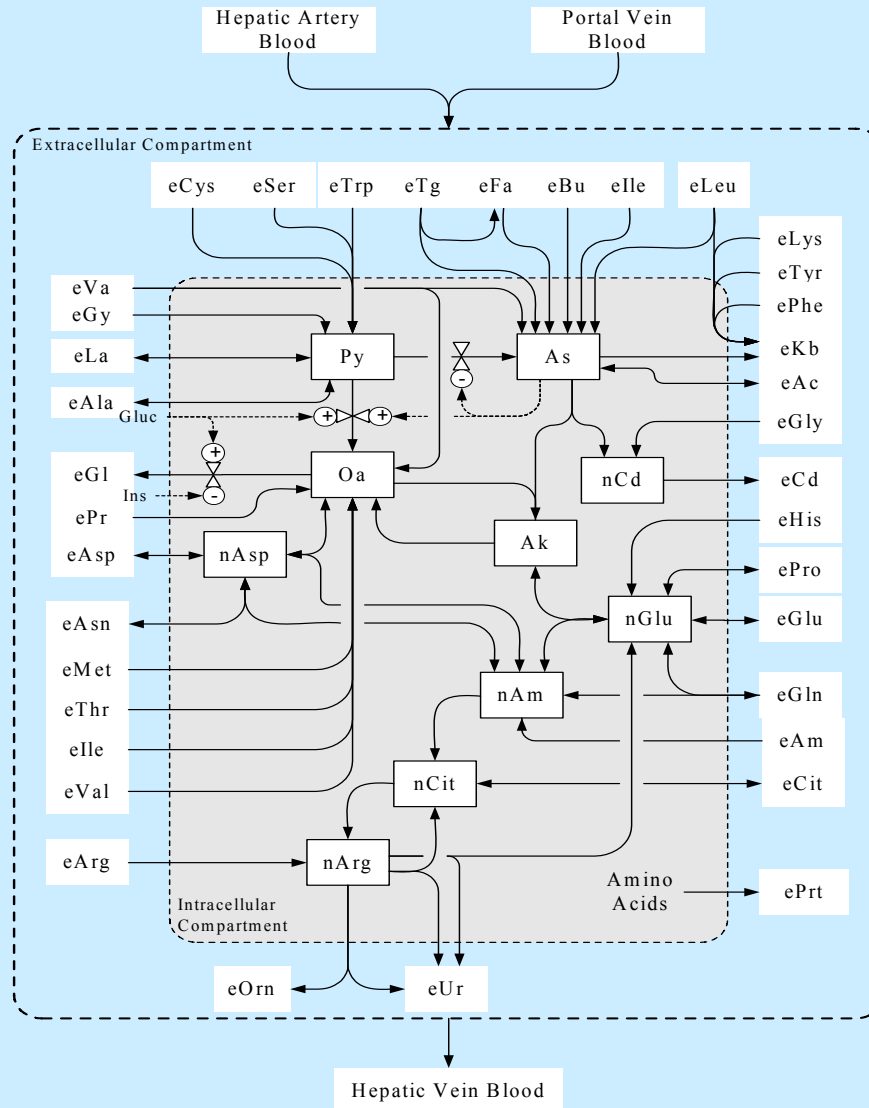 Hepatic Artery
Blood
Portal Vein
Blood
Extracellular Compartment
eCys
eSer
eTrp
eTg
eFa
eBu
eIle
eLeu
eLys
eTyr
ePhe
eKb
eAc
eGly
eCd
eHis
ePro
eGlu
eGln
eAm
eCit
ePrt
eVa
eGy
eLa
eAla
Gluc
eGl
Ins
ePr
eAsp
eAsn
eMet
eThr
eIle
eVal
eArg
Py
As
+
+
-
+
-
Oa
nCd
Ak
nAsp
nGlu
nAm
nCit
nArg
Amino
Acids
Intracellular
Compartment
eOrn
eUr
Hepatic Vein Blood